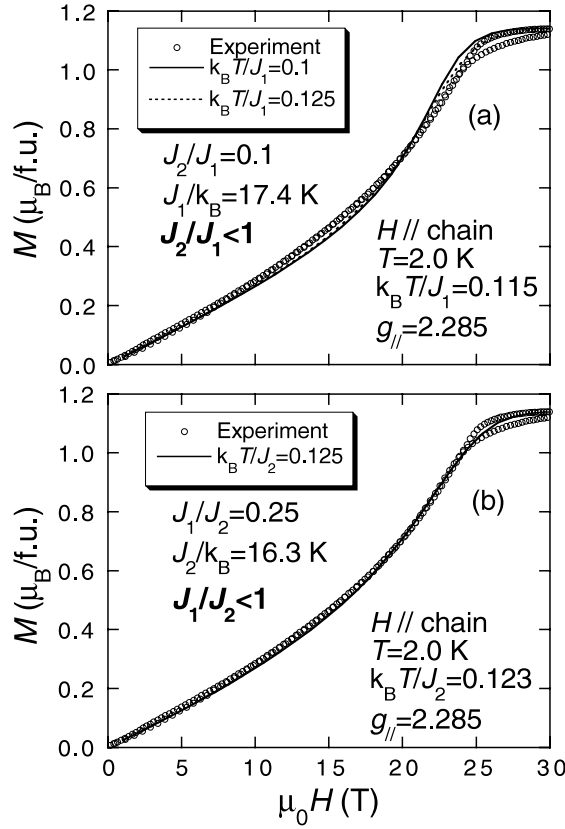 1.2
1.0
0.8
0.6
0.4
0.2
0.0
M (μB/f.u.)
Experiment
kBT/J1=0.1
kBT/J1=0.125
(a)
J2/J1=0.1
J1/kB=17.4 K
J2/J1<1
H // chain
T=2.0 K
kBT/J1=0.115
g//=2.285
1.2
1.0
0.8
0.6
0.4
0.2
0.0
M (μB/f.u.)
Experiment
kBT/J2=0.125
(b)
J1/J2=0.25
J2/kB=16.3 K
J1/J2<1
H // chain
T=2.0 K
kBT/J2=0.123
g//=2.285
0 5 10 15 20 25 30
μ0H (T)